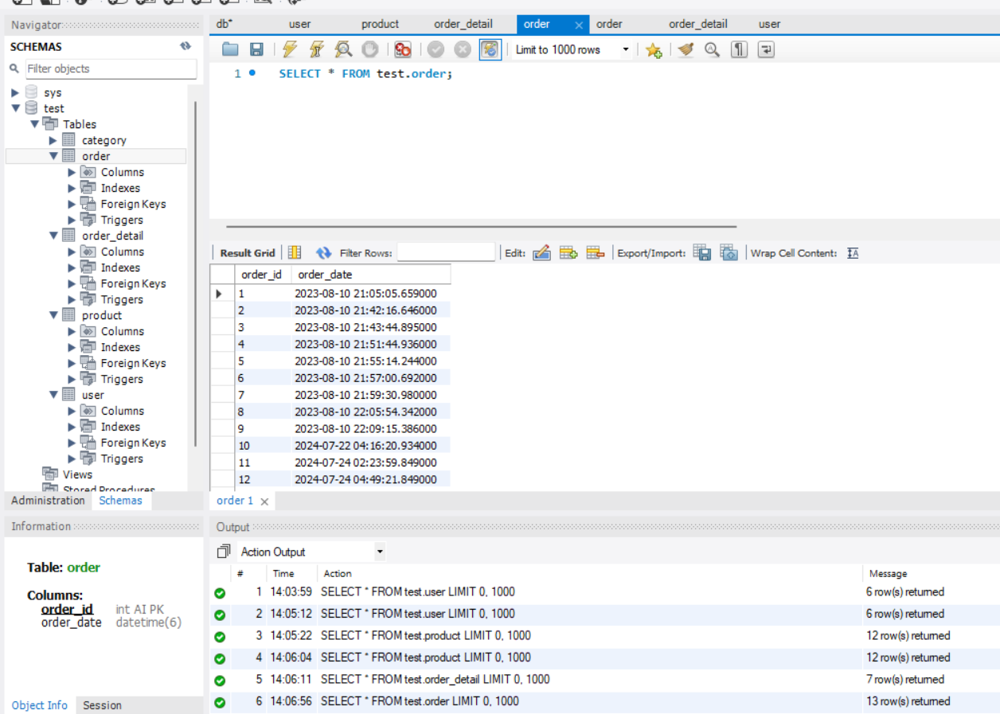 Navigator
SCHEMAS
Filter objects
sys
test
Tables
category
order
Columns
Indexes
Foreign Keys
Triggers
order_detail
Columns
Indexes
Foreign Keys
Triggers
product
Columns
Indexes
Foreign Keys
Triggers
user
Columns
Indexes
Foreign Keys
Triggers
Views
Stored Procedures
Administration Schemas
Information
Table: order
Columns:
order_id int AI PK
order_date datetime(6)
Object Info Session
db* user product order_detail order order order_detail user
Limit to 1000 rows
1 SELECT * FROM test.order;
Result Grid Filter Rows: Edit: Export/Import: Wrap Cell Content:
order_id order_date
1 2023-08-10 21:05:05.659000
2 2023-08-10 21:42:16.646000
3 2023-08-10 21:43:44.895000
4 2023-08-10 21:51:44.936000
5 2023-08-10 21:55:14.244000
6 2023-08-10 21:57:00.692000
7 2023-08-10 21:59:30.980000
8 2023-08-10 22:05:54.342000
9 2023-08-10 22:09:15.386000
10 2024-07-22 04:16:20.934000
11 2024-07-24 02:23:59.849000
12 2024-07-24 04:49:21.849000
order 1
Output
Action Output
# Time Action Message
1 14:03:59 SELECT * FROM test.user LIMIT 0, 1000 6 row(s) returned
2 14:05:12 SELECT * FROM test.user LIMIT 0, 1000 6 row(s) returned
3 14:05:22 SELECT * FROM test.product LIMIT 0, 1000 12 row(s) returned
4 14:06:04 SELECT * FROM test.product LIMIT 0, 1000 12 row(s) returned
5 14:06:11 SELECT * FROM test.order_detail LIMIT 0, 1000 7 row(s) returned
6 14:06:56 SELECT * FROM test.order LIMIT 0, 1000 13 row(s) returned